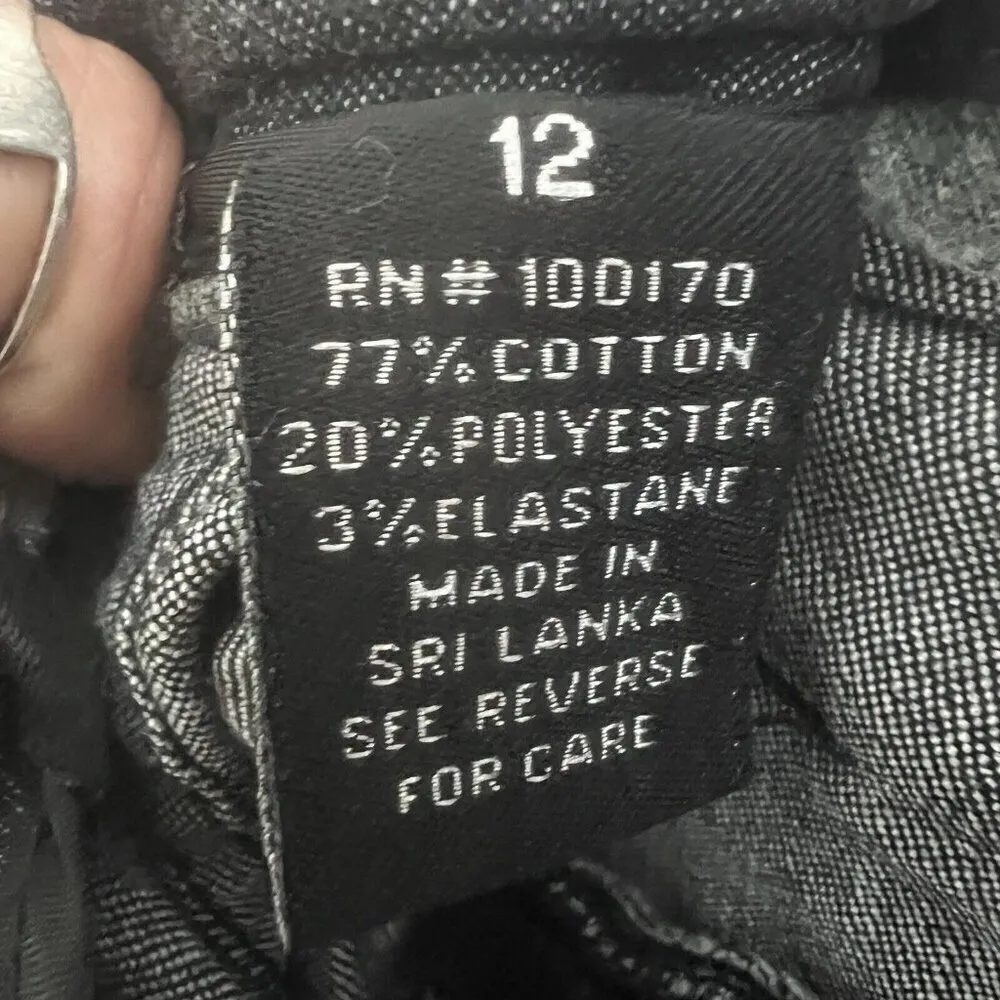 12
RN # 100170
77% COTTON
20% POLYESTER
3% ELASTANE
MADE IN
SRI LANKA
SEE REVERSE
FOR CARE